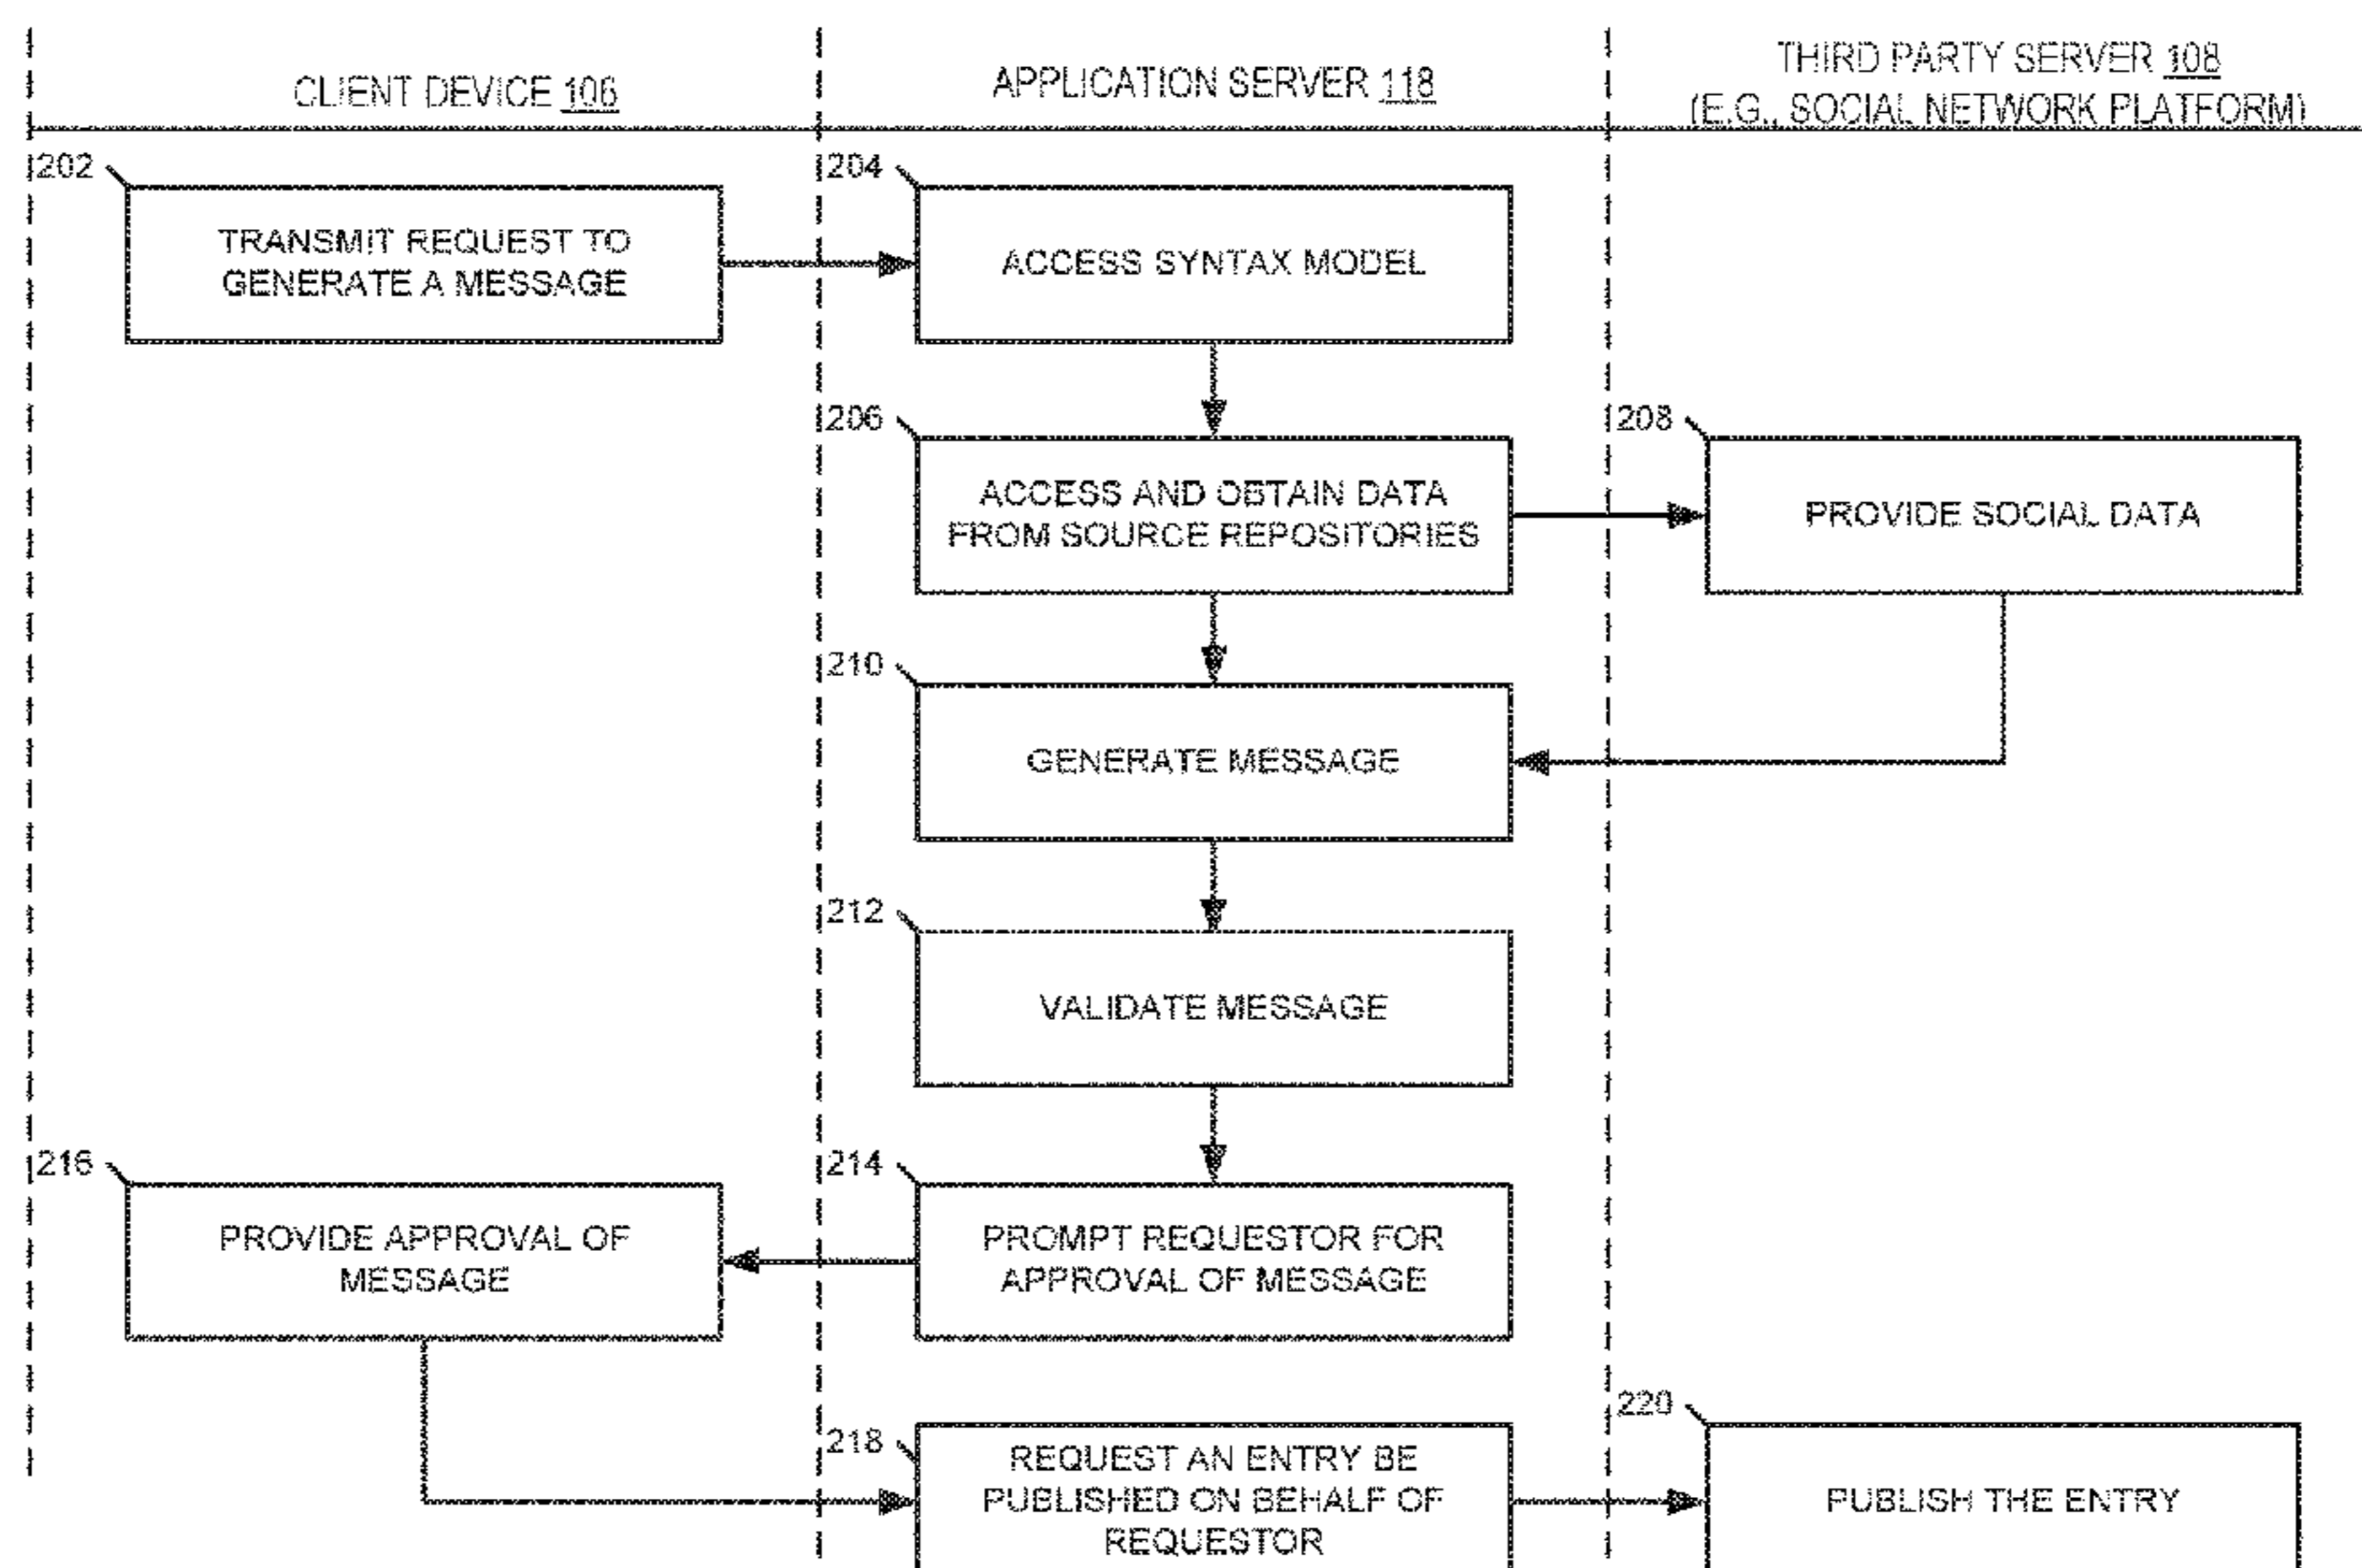 CLIENT DEVICE 106
APPLICATION SERVER 118
THIRD PARTY SERVER 108
(E.G., SOCIAL NETWORK PLATFORM)
202
TRANSMIT REQUEST TO
GENERATE A MESSAGE
204
ACCESS SYNTAX MODEL
206
ACCESS AND OBTAIN DATA
FROM SOURCE REPOSITORIES
208
PROVIDE SOCIAL DATA
210
GENERATE MESSAGE
212
VALIDATE MESSAGE
216
PROVIDE APPROVAL OF
MESSAGE
214
PROMPT REQUESTOR FOR
APPROVAL OF MESSAGE
218
REQUEST AN ENTRY BE
PUBLISHED ON BEHALF OF
REQUESTOR
220
PUBLISH THE ENTRY